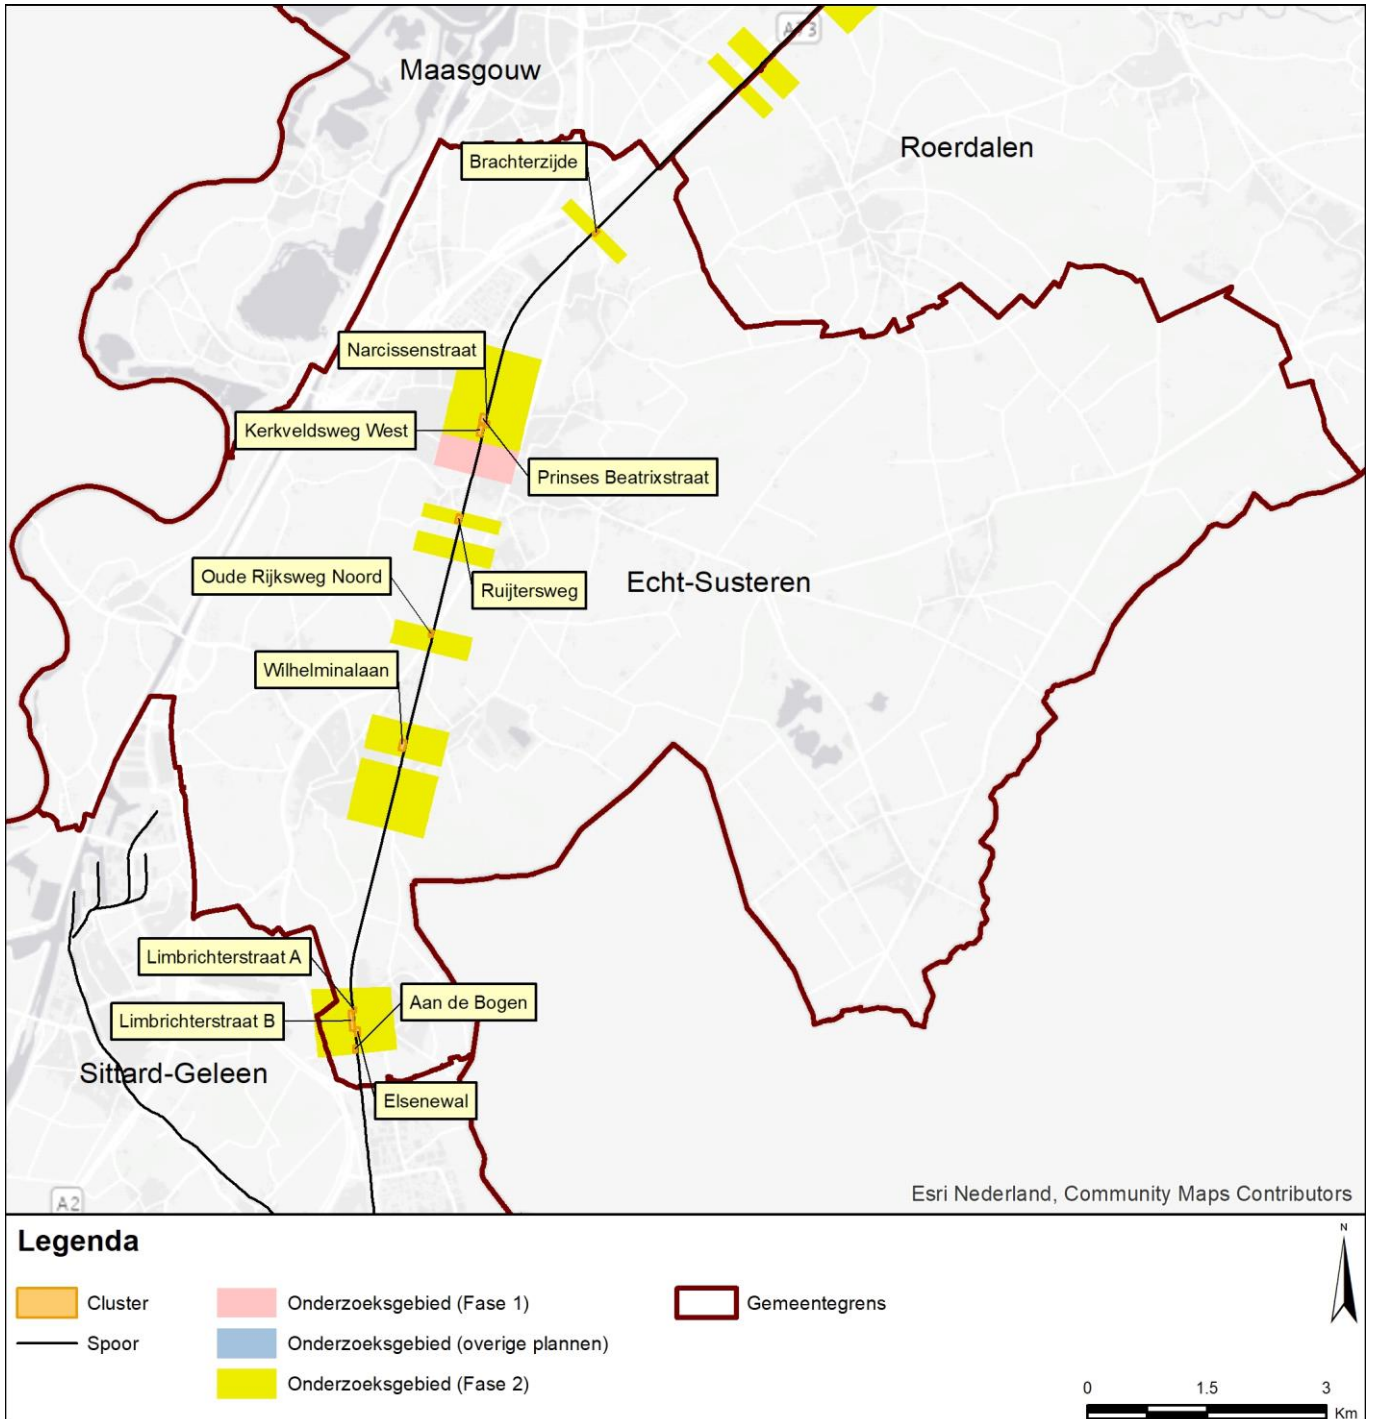 A73
Maasgouw
Roerdalen
Brachterzijde
Narcissenstraat
Kerkveldsweg West
Prinses Beatrixstraat
Oude Rijksweg Noord
Ruijtersweg
Echt-Susteren
Wilhelminalaan
Limbrichterstraat A
Aan de Bogen
Limbrichterstraat B
Sittard-Geleen
Elsenewal
A2
Esri Nederland, Community Maps Contributors
Legenda
N
Cluster
Onderzoeksgebied (Fase 1)
Gemeentegrens
Spoor
Onderzoeksgebied (overige plannen)
Onderzoeksgebied (Fase 2)
0 1.5 3
Km